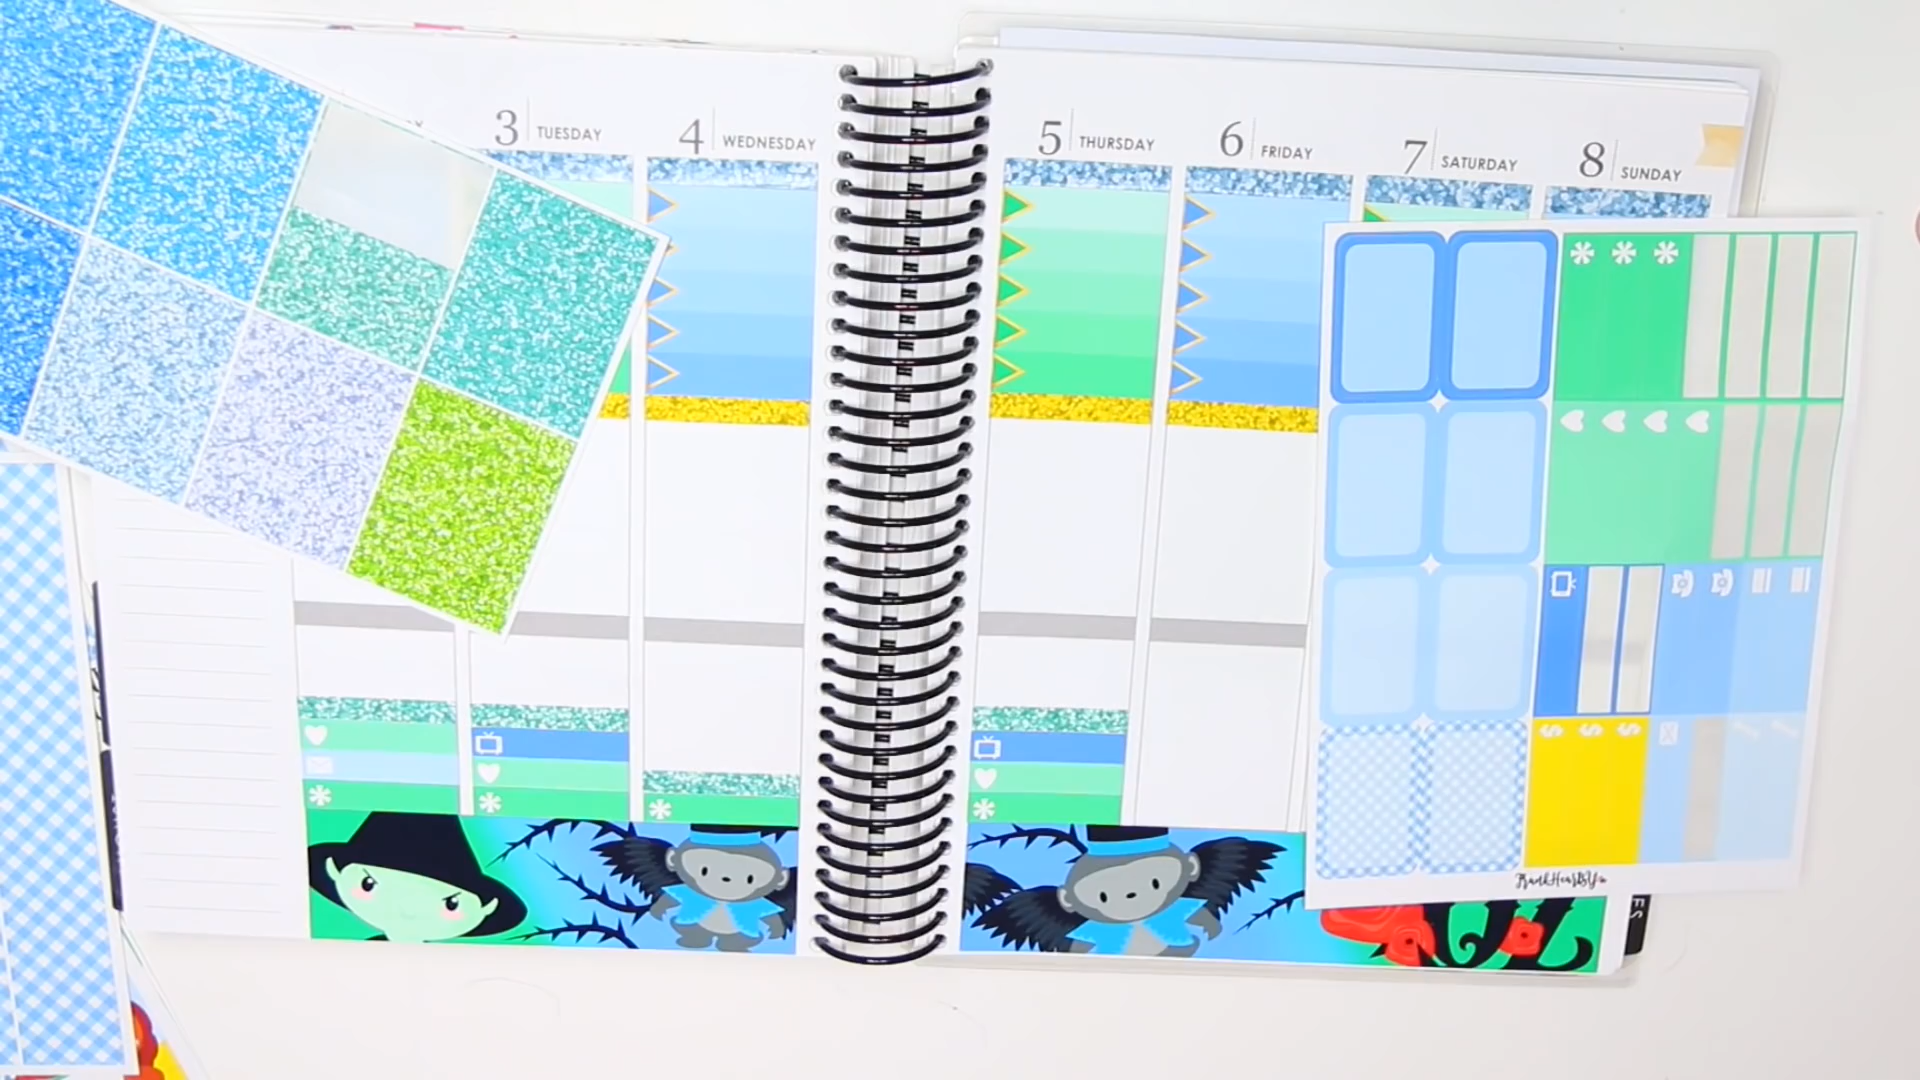 3 TUESDAY
4 WEDNESDAY
5 THURSDAY
6 FRIDAY
7 SATURDAY
8 SUNDAY
$ $ $